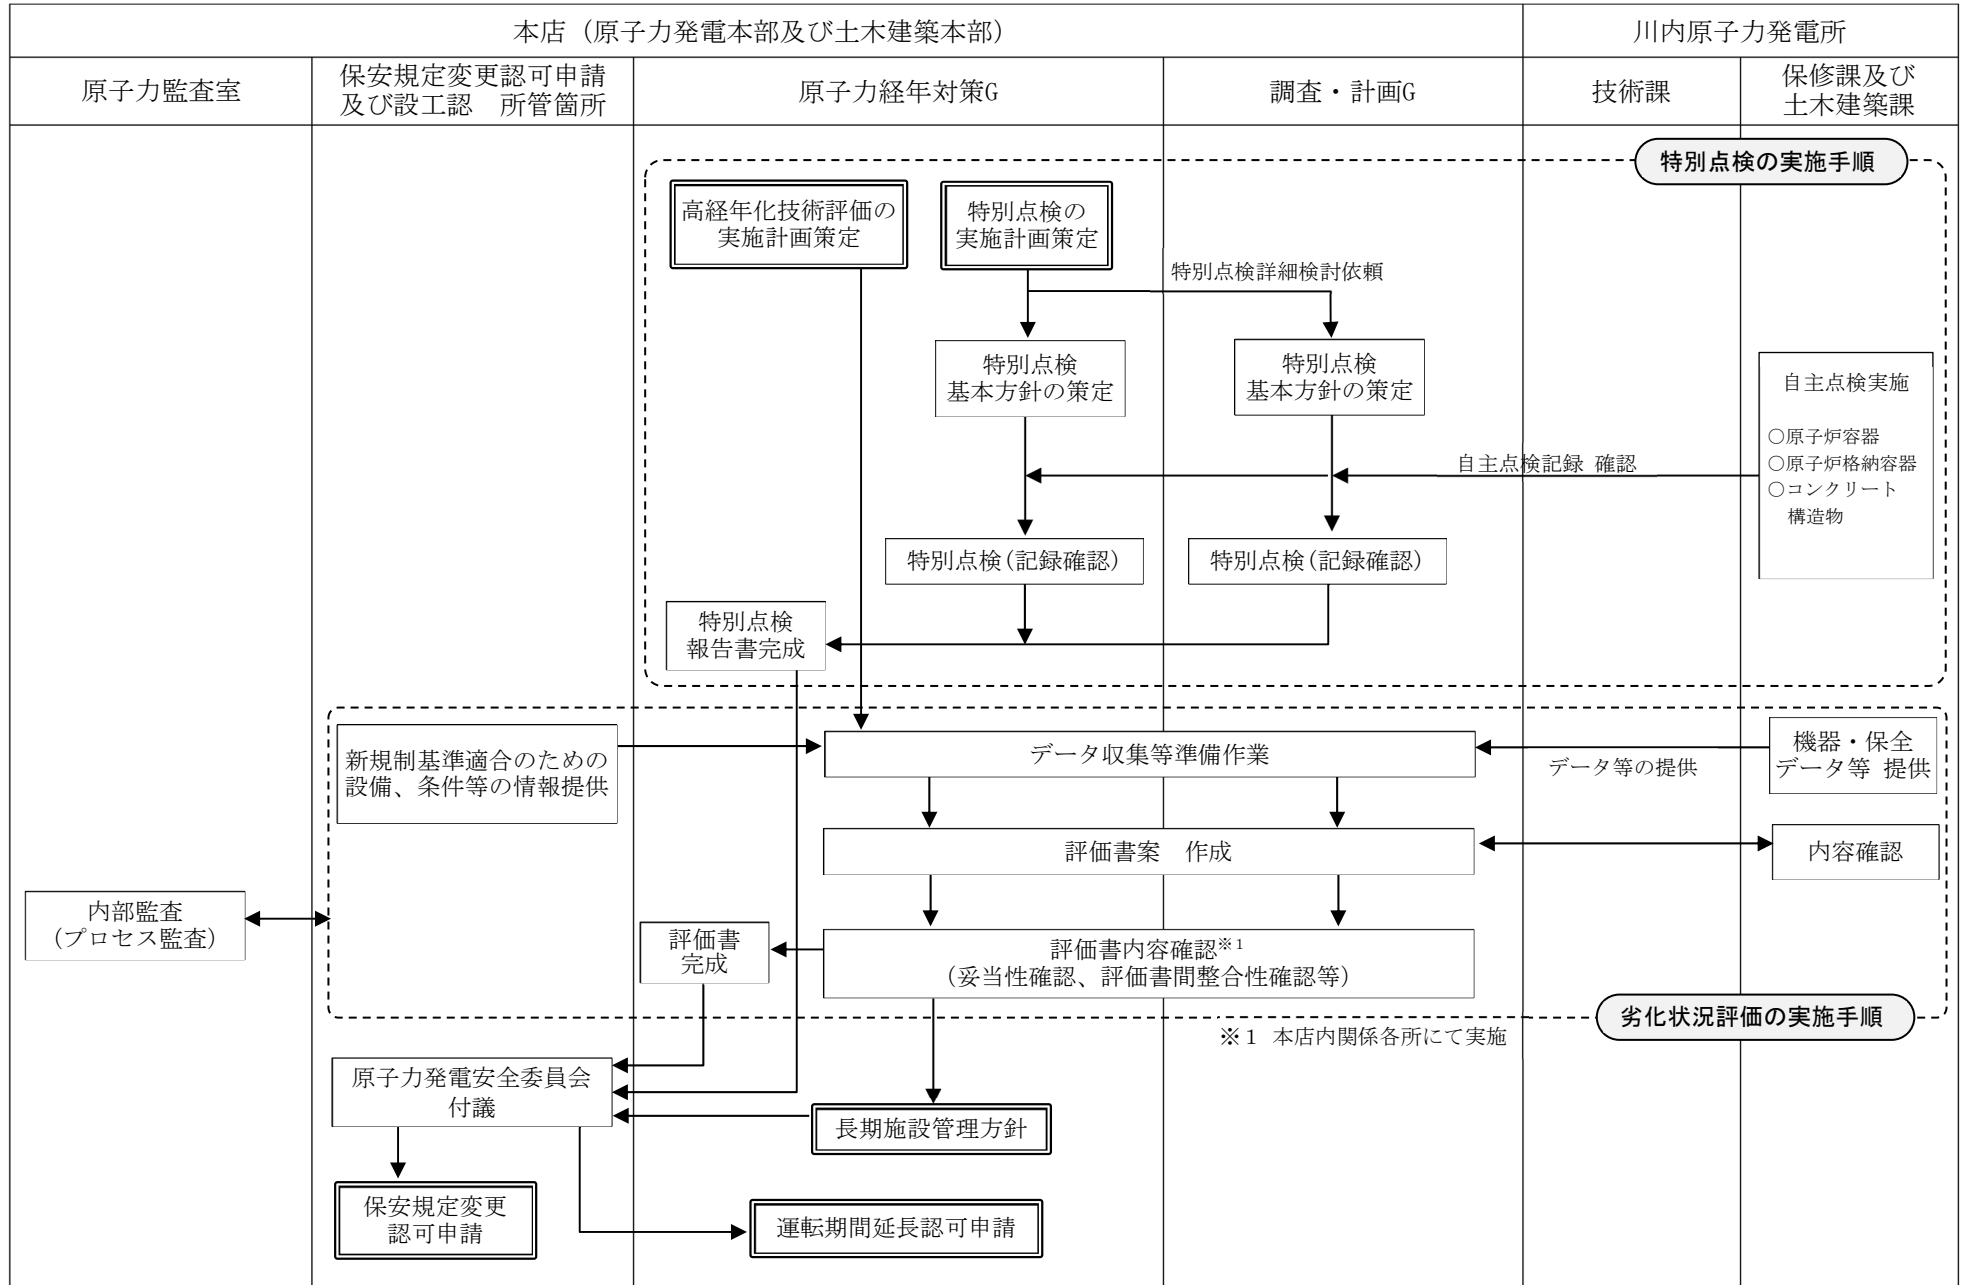 本店（原子力発電本部及び土木建築本部）
川内原子力発電所
原子力監査室
保安規定変更認可申請
及び設工認　所管箇所
原子力経年対策G
調査・計画G
技術課
保修課及び
土木建築課
特別点検の実施手順
高経年化技術評価の
実施計画策定
特別点検の
実施計画策定
特別点検詳細検討依頼
特別点検
基本方針の策定
特別点検
基本方針の策定
自主点検実施
○原子炉容器
○原子炉格納容器
○コンクリート
構造物
自主点検記録 確認
特別点検(記録確認)
特別点検(記録確認)
特別点検
報告書完成
新規制基準適合のための
設備、条件等の情報提供
データ収集等準備作業
データ等の提供
機器・保全
データ等 提供
評価書案　作成
内容確認
内部監査
（プロセス監査）
評価書
完成
評価書内容確認※1
（妥当性確認、評価書間整合性確認等）
劣化状況評価の実施手順
※１ 本店内関係各所にて実施
原子力発電安全委員会
付議
長期施設管理方針
保安規定変更
認可申請
運転期間延長認可申請